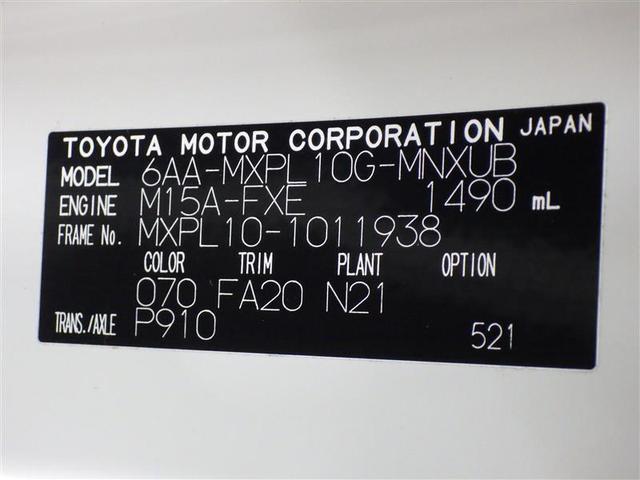 TOYOTA MOTOR CORPORATION JAPAN
MODEL 6AA-MXPL10G-MNXUB
ENGINE M15A-FXE 1490 mL
FRAME No. MXPL10-1011938
COLOR TRIM PLANT OPTION
070 FA20 N21
TRANS./AXLE P910 521